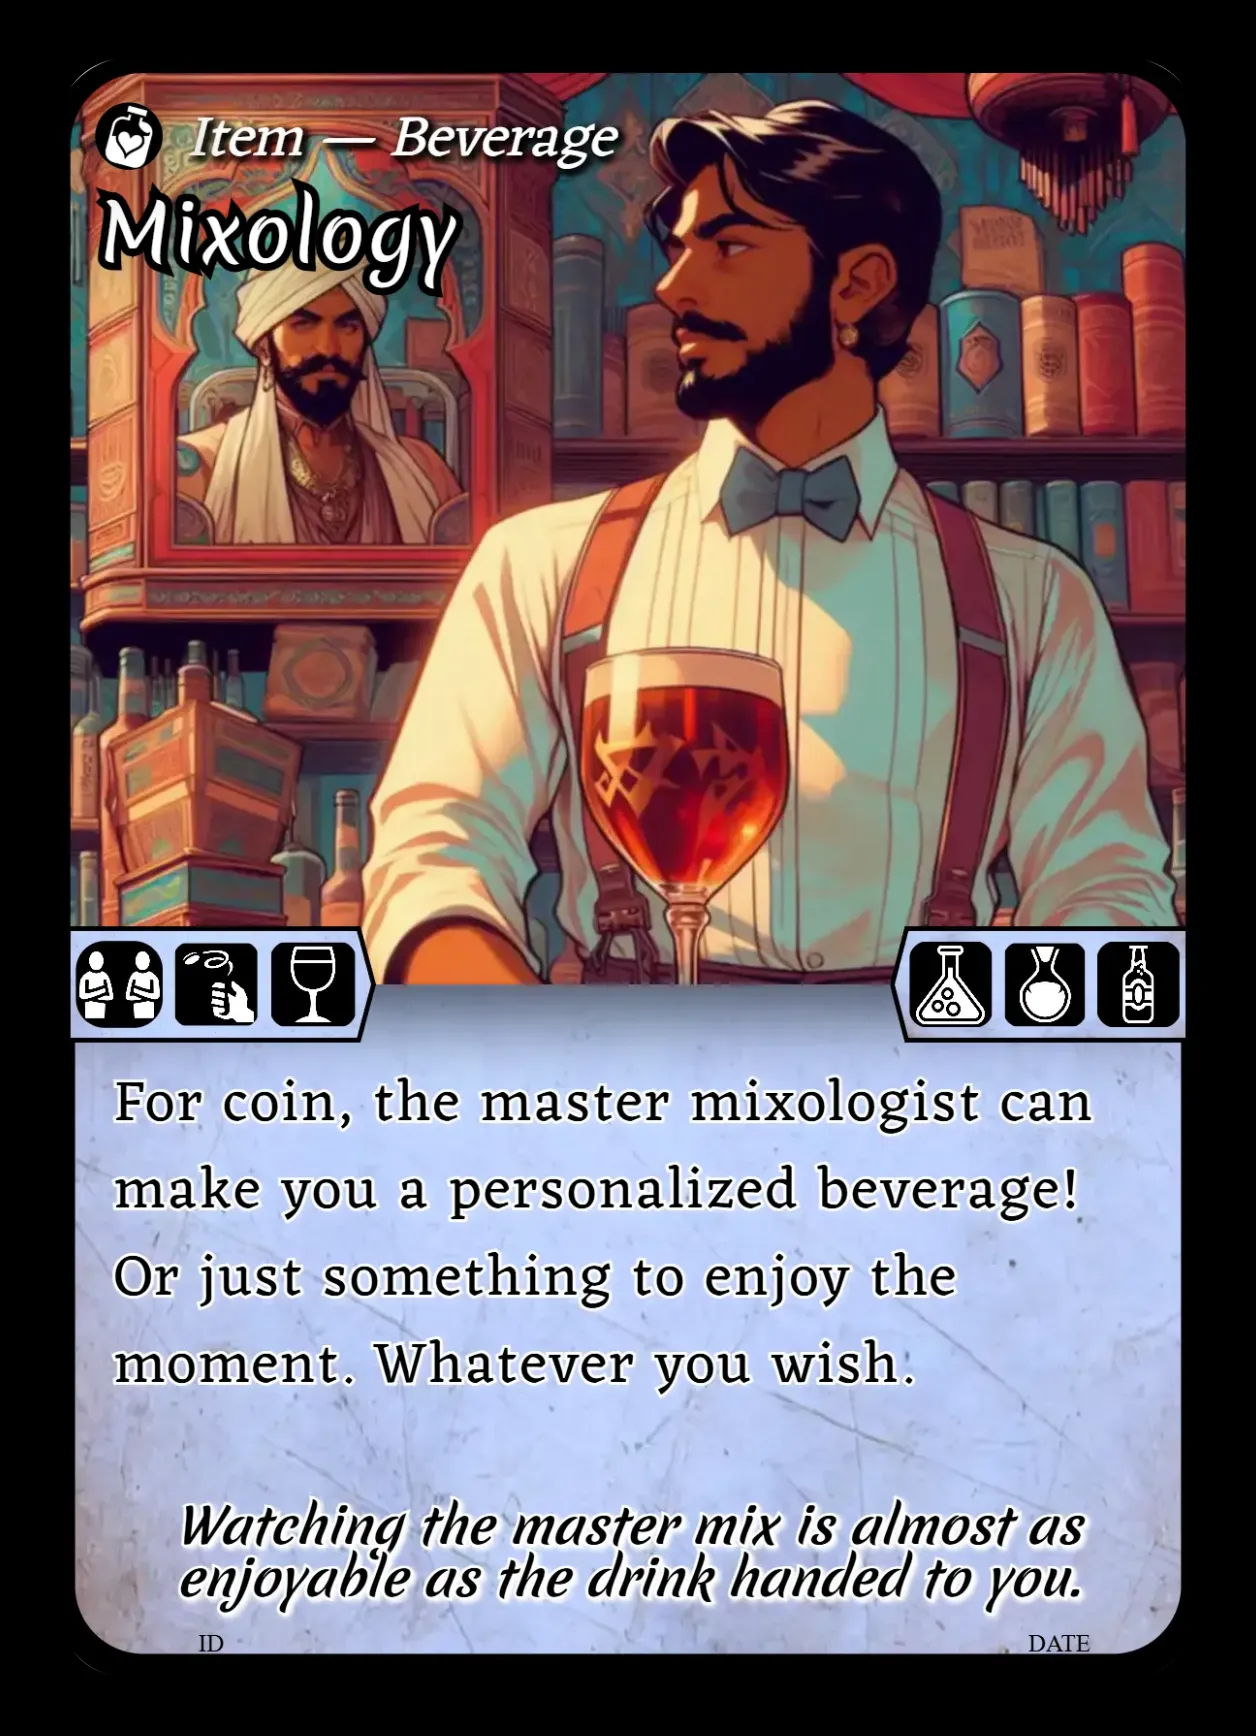 Item — Beverage
Mixology
For coin, the master mixologist can
make you a personalized beverage!
Or just something to enjoy the
moment. Whatever you wish.
Watching the master mix is almost as
enjoyable as the drink handed to you.
ID
DATE